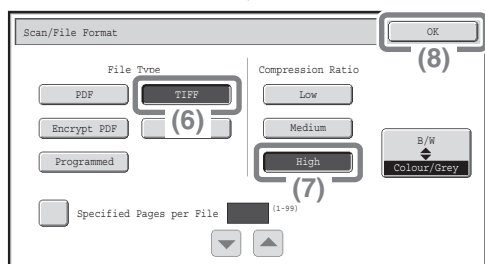 Scan/File Format
OK
(8)
File Type
Compression Ratio
PDF
TIFF
Low
(6)
Encrypt PDF
Medium
B/W
Colour/Grey
Programmed
High
(7)
Specified Pages per File
(1-99)